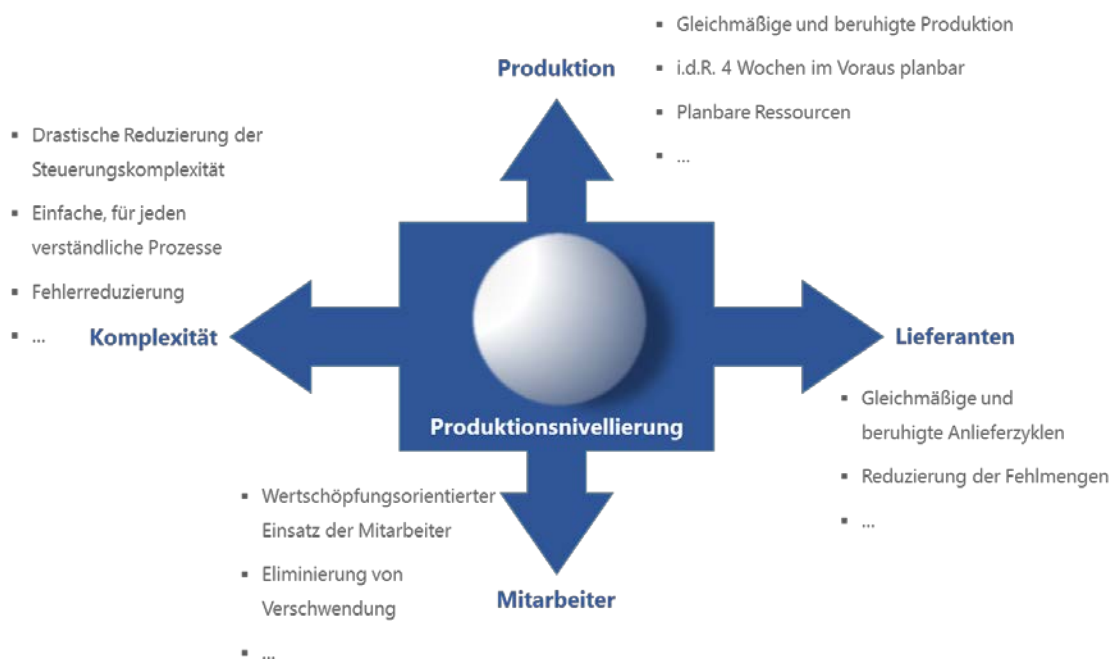 Produktion
▪ Gleichmäßige und beruhigte Produktion
▪ i.d.R. 4 Wochen im Voraus planbar
▪ Planbare Ressourcen
▪ ...
▪ Drastische Reduzierung der
Steuerungskomplexität
▪ Einfache, für jeden
verständliche Prozesse
▪ Fehlerreduzierung
▪ ...
Komplexität
Lieferanten
▪ Gleichmäßige und
beruhigte Anlieferzyklen
▪ Reduzierung der Fehlmengen
▪ ...
Produktionsnivellierung
▪ Wertschöpfungsorientierter
Einsatz der Mitarbeiter
▪ Eliminierung von
Verschwendung
▪ ...
Mitarbeiter